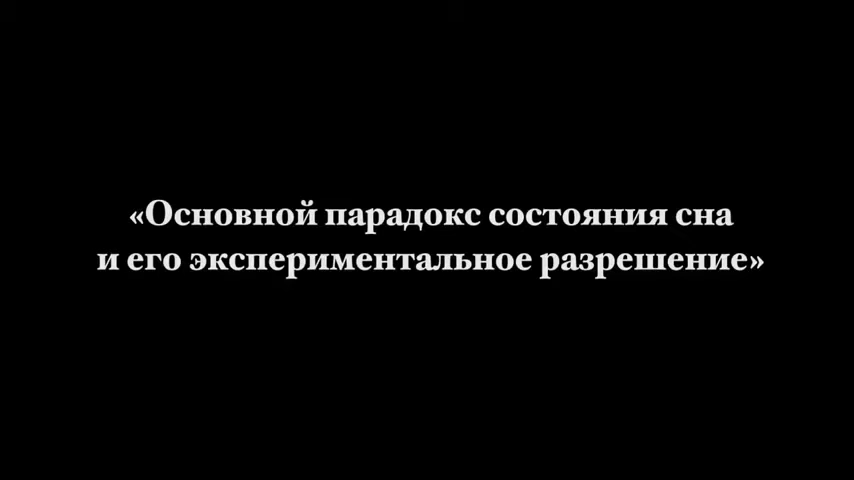 «Основной парадокс состояния сна
и его экспериментальное разрешение»